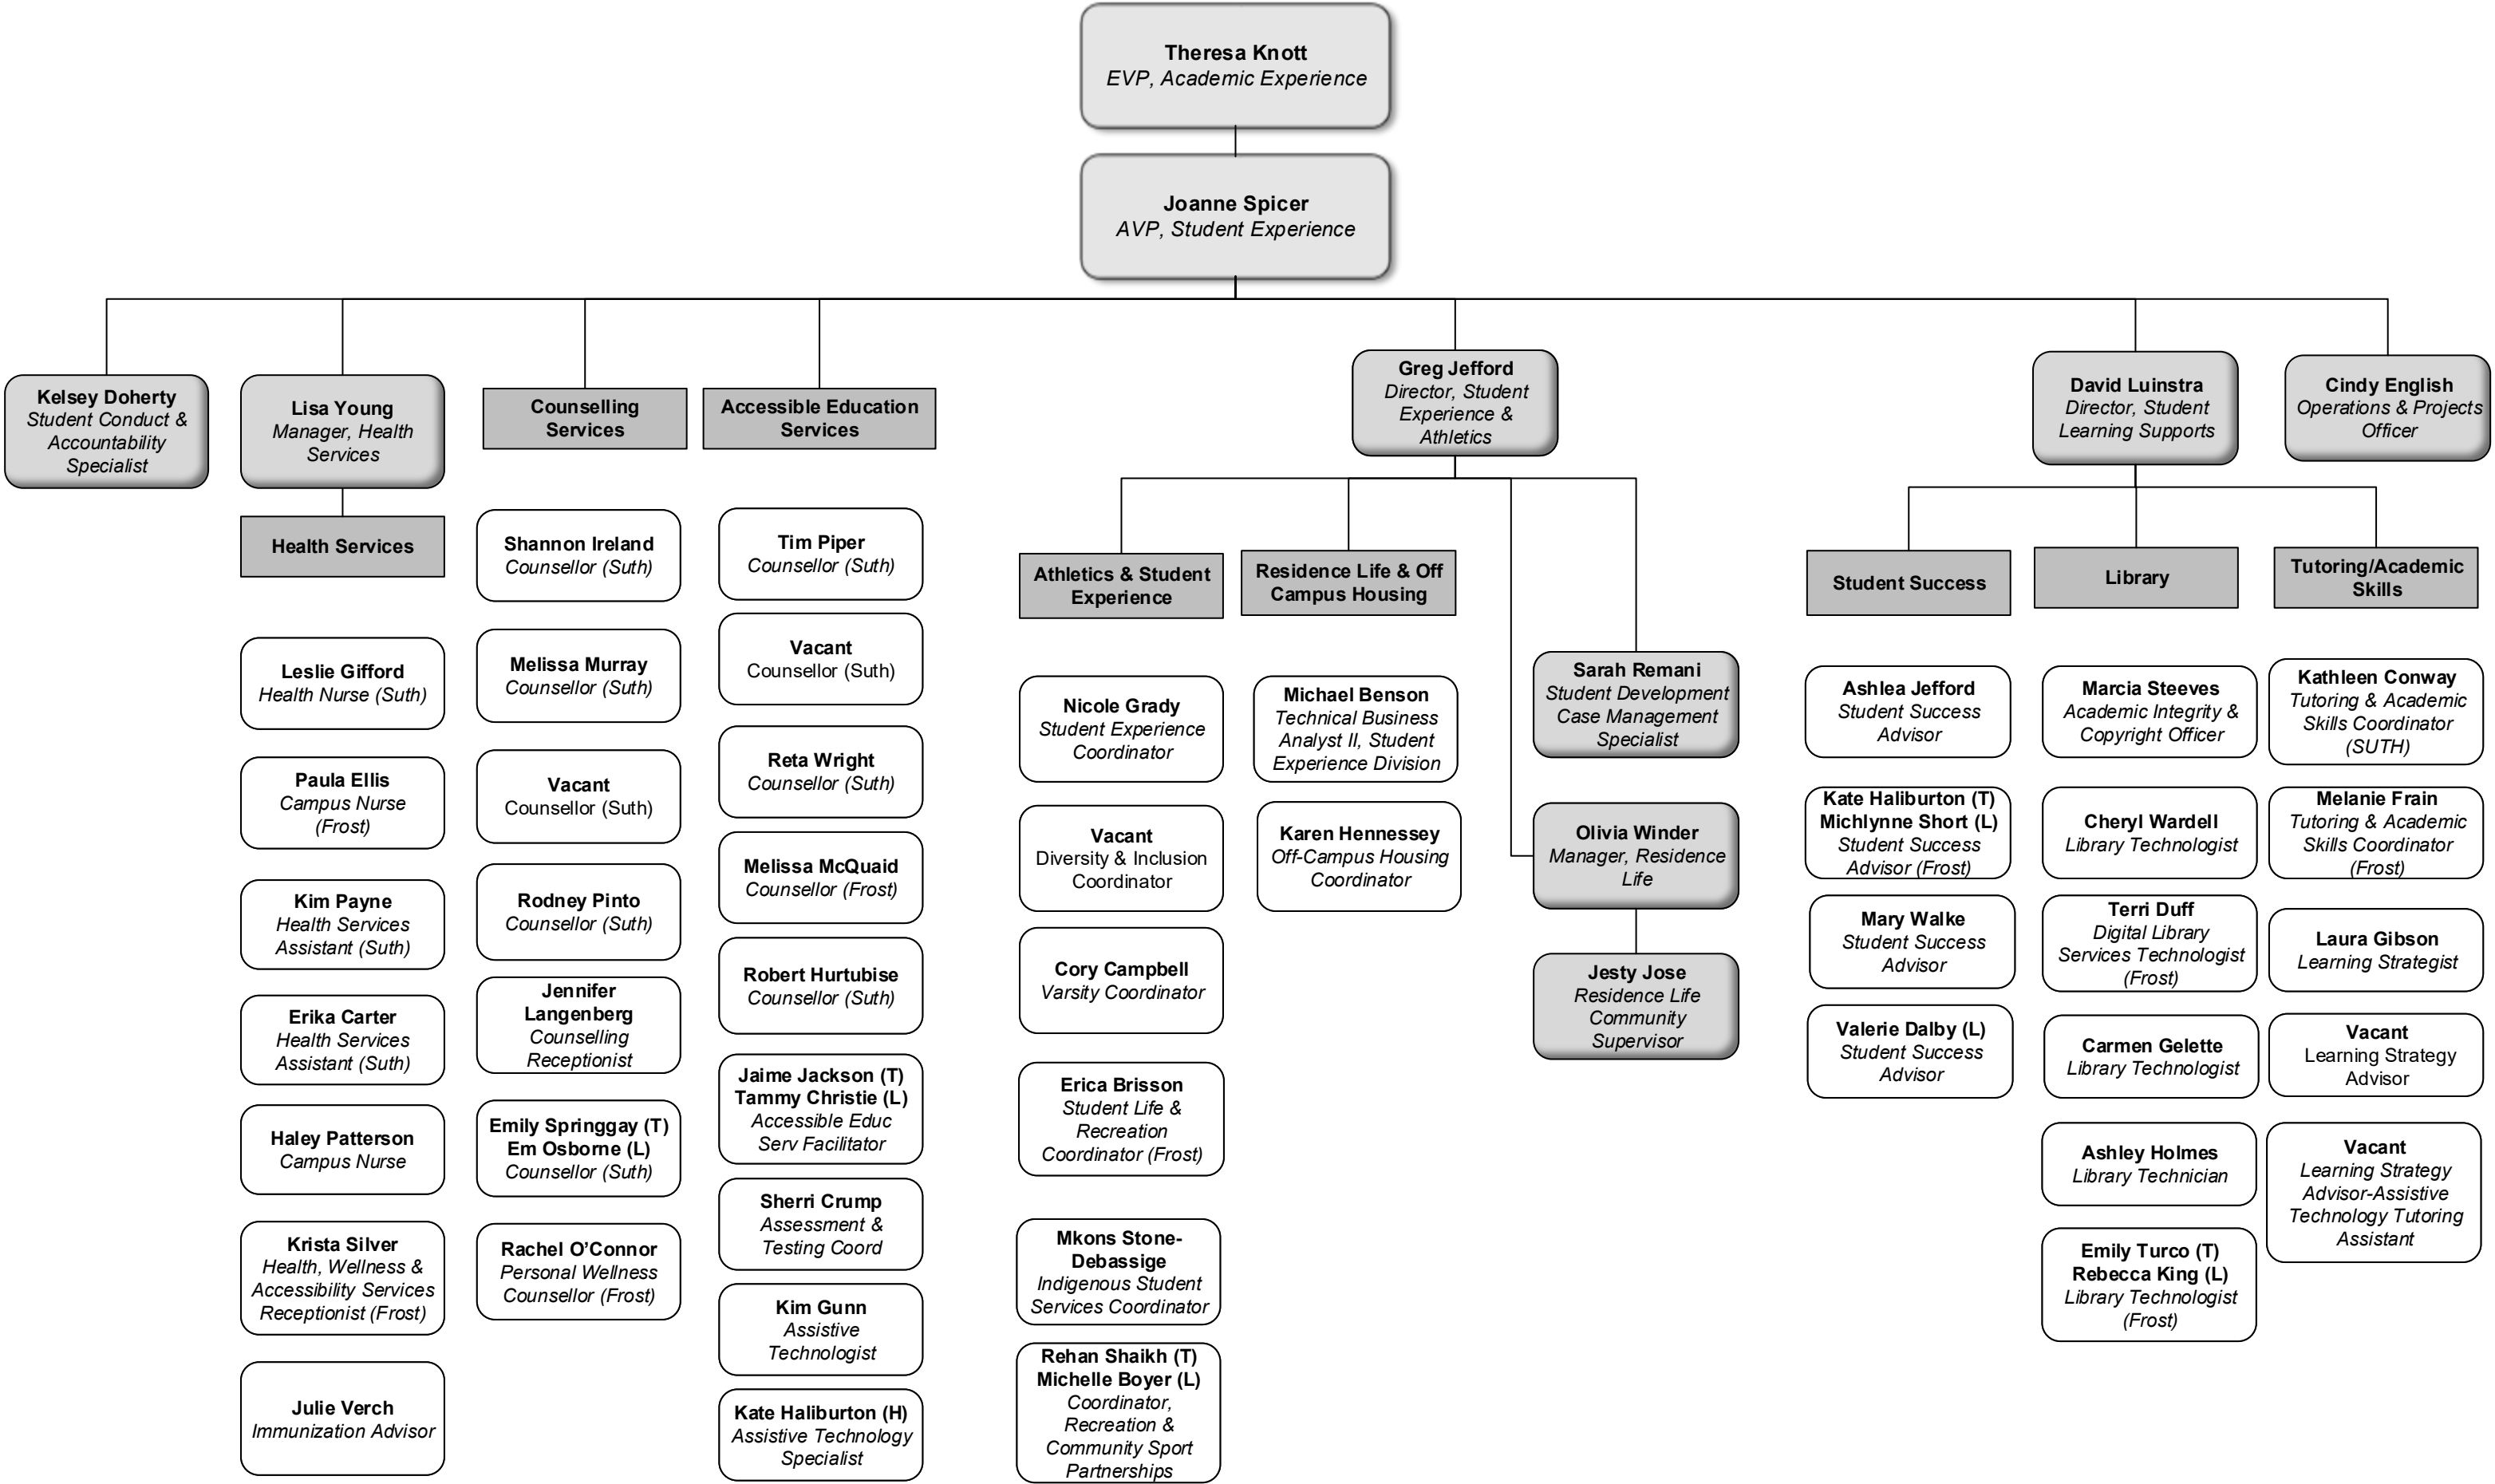 Theresa Knott
EVP, Academic Experience
Joanne Spicer
AVP, Student Experience
Kelsey Doherty
Student Conduct &
Accountability
Specialist
Lisa Young
Manager, Health
Services
Health Services
Leslie Gifford
Health Nurse (Suth)
Paula Ellis
Campus Nurse
(Frost)
Kim Payne
Health Services
Assistant (Suth)
Erika Carter
Health Services
Assistant (Suth)
Haley Patterson
Campus Nurse
Krista Silver
Health, Wellness &
Accessibility Services
Receptionist (Frost)
Julie Verch
Immunization Advisor
Counselling
Services
Shannon Ireland
Counsellor (Suth)
Melissa Murray
Counsellor (Suth)
Vacant
Counsellor (Suth)
Rodney Pinto
Counsellor (Suth)
Jennifer
Langenberg
Counselling
Receptionist
Emily Springgay (T)
Em Osborne (L)
Counsellor (Suth)
Rachel O’Connor
Personal Wellness
Counsellor (Frost)
Accessible Education
Services
Tim Piper
Counsellor (Suth)
Vacant
Counsellor (Suth)
Reta Wright
Counsellor (Suth)
Melissa McQuaid
Counsellor (Frost)
Robert Hurtubise
Counsellor (Suth)
Jaime Jackson (T)
Tammy Christie (L)
Accessible Educ
Serv Facilitator
Sherri Crump
Assessment &
Testing Coord
Kim Gunn
Assistive
Technologist
Kate Haliburton (H)
Assistive Technology
Specialist
Greg Jefford
Director, Student
Experience &
Athletics
Athletics & Student
Experience
Nicole Grady
Student Experience
Coordinator
Vacant
Diversity & Inclusion
Coordinator
Cory Campbell
Varsity Coordinator
Erica Brisson
Student Life &
Recreation
Coordinator (Frost)
Mkons Stone-
Debassige
Indigenous Student
Services Coordinator
Rehan Shaikh (T)
Michelle Boyer (L)
Coordinator,
Recreation &
Community Sport
Partnerships
Residence Life & Off
Campus Housing
Michael Benson
Technical Business
Analyst II, Student
Experience Division
Karen Hennessey
Off-Campus Housing
Coordinator
Sarah Remani
Student Development
Case Management
Specialist
Olivia Winder
Manager, Residence
Life
Jesty Jose
Residence Life
Community
Supervisor
David Luinstra
Director, Student
Learning Supports
Student Success
Ashlea Jefford
Student Success
Advisor
Kate Haliburton (T)
Michlynne Short (L)
Student Success
Advisor (Frost)
Mary Walke
Student Success
Advisor
Valerie Dalby (L)
Student Success
Advisor
Library
Marcia Steeves
Academic Integrity &
Copyright Officer
Cheryl Wardell
Library Technologist
Terri Duff
Digital Library
Services Technologist
(Frost)
Carmen Gelette
Library Technologist
Ashley Holmes
Library Technician
Emily Turco (T)
Rebecca King (L)
Library Technologist
(Frost)
Tutoring/Academic
Skills
Kathleen Conway
Tutoring & Academic
Skills Coordinator
(SUTH)
Melanie Frain
Tutoring & Academic
Skills Coordinator
(Frost)
Laura Gibson
Learning Strategist
Vacant
Learning Strategy
Advisor
Vacant
Learning Strategy
Advisor-Assistive
Technology Tutoring
Assistant
Cindy English
Operations & Projects
Officer